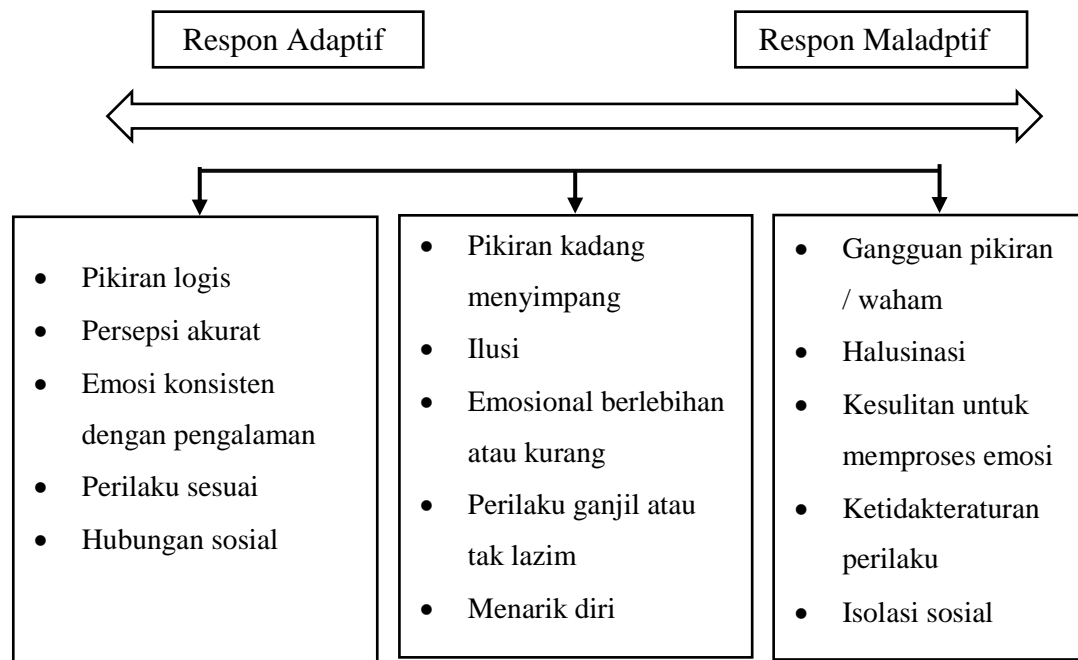 Respon Adaptif
Respon Maladptif
• Pikiran logis
• Persepsi akurat
• Emosi konsisten
dengan pengalaman
• Perilaku sesuai
• Hubungan sosial
• Pikiran kadang
menyimpang
• Ilusi
• Emosional berlebihan
atau kurang
• Perilaku ganjil atau
tak lazim
• Menarik diri
• Gangguan pikiran
/ waham
• Halusinasi
• Kesulitan untuk
memproses emosi
• Ketidakteraturan
perilaku
• Isolasi sosial